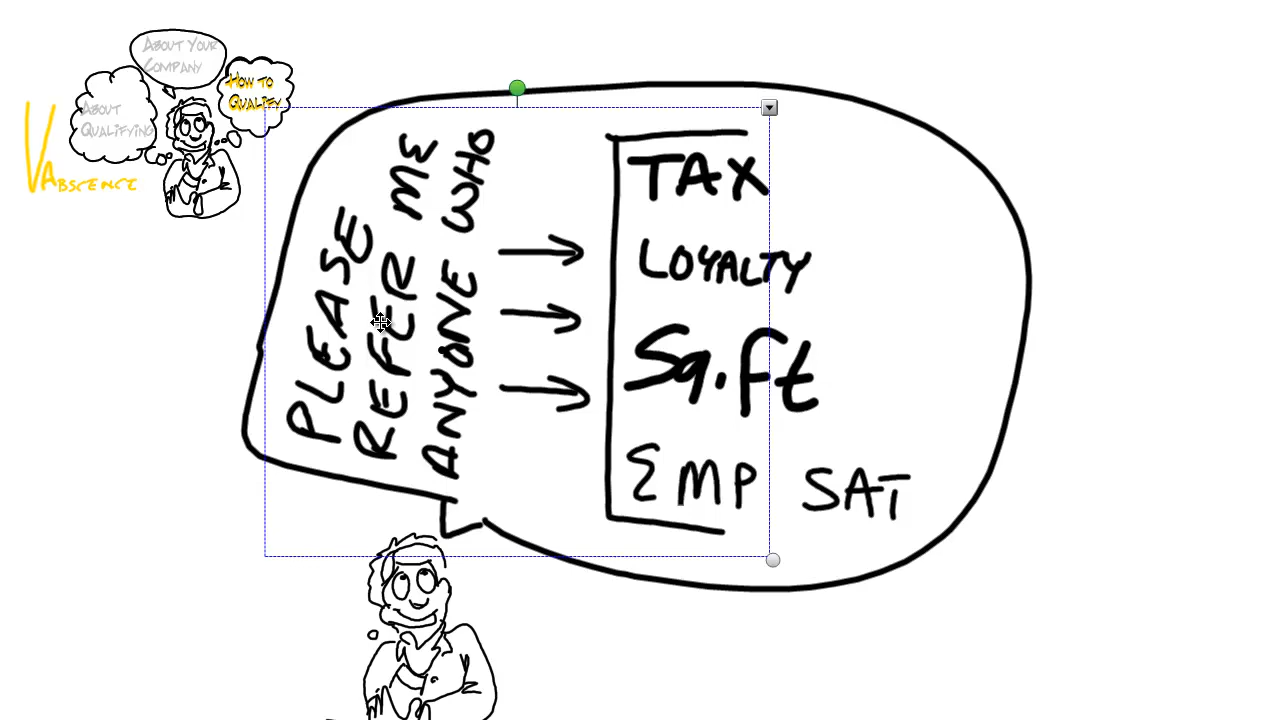 About Your
Company
How to
Qualify
About
Qualifying
Abscence
PLEASE
REFER ME
ANYONE WHO
TAX
LOYALTY
Sq.ft
EMP SAT